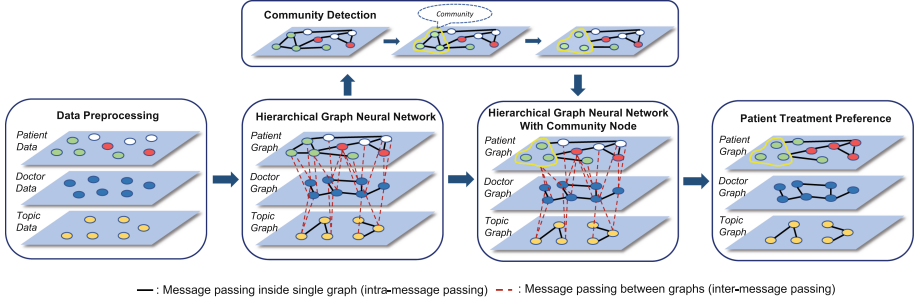 Community Detection
Community
Data Preprocessing
Patient
Data
Doctor
Data
Topic
Data
Hierarchical Graph Neural Network
Patient
Graph
Doctor
Graph
Topic
Graph
Hierarchical Graph Neural Network
With Community Node
Patient
Graph
Doctor
Graph
Topic
Graph
Patient Treatment Preference
Patient
Graph
Doctor
Graph
Topic
Graph
: Message passing inside single graph (intra-message passing)
: Message passing between graphs (inter-message passing)